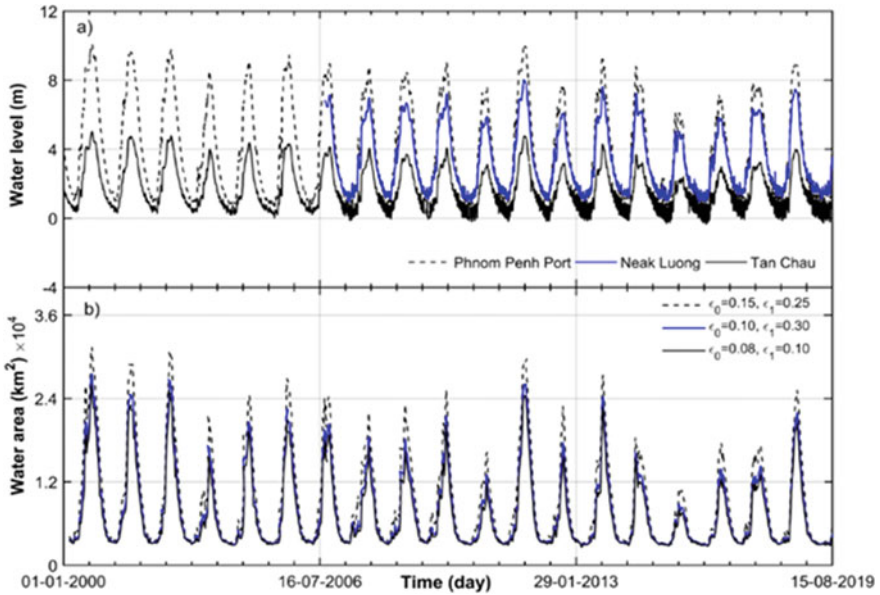 a)
12
8
4
0
-4
Water level (m)
Phnom Penh Port Neak Luong Tan Chau
b)
3.6
2.4
1.2
0
Water area (km²) ×10⁴
ϵ₀=0.15, ϵ₁=0.25
ϵ₀=0.10, ϵ₁=0.30
ϵ₀=0.08, ϵ₁=0.10
01-01-2000 16-07-2006 Time (day) 29-01-2013 15-08-2019